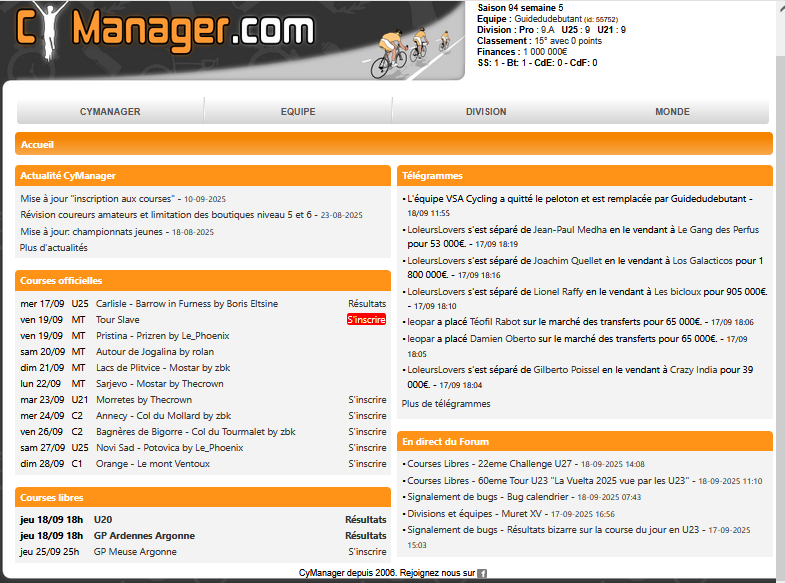 CYManager.com
Saison 94 semaine 5
Equipe : Guidedudebutant (id: 55752)
Division : Pro : 9.A U25 : 9 U21 : 9
Classement : 15° avec 0 points
Finances : 1 000 000€
SS: 1 - Bt: 1 - CdE: 0 - CdF: 0
CYMANAGER EQUIPE DIVISION MONDE
Accueil
Actualité CyManager
Mise à jour "inscription aux courses" - 10-09-2025
Révision coureurs amateurs et limitation des boutiques niveau 5 et 6 - 23-08-2025
Mise à jour: championnats jeunes - 18-08-2025
Plus d'actualités
Courses officielles
mer 17/09 U25 Carlisle - Barrow in Furness by Boris Eltsine Résultats
ven 19/09 MT Tour Slave S'inscrire
ven 19/09 MT Pristina - Prizren by Le_Phoenix
sam 20/09 MT Autour de Jogalina by rolan
dim 21/09 MT Lacs de Plitvice - Mostar by zbk
lun 22/09 MT Sarjevo - Mostar by Thecrown
mar 23/09 U21 Morretes by Thecrown S'inscrire
mer 24/09 C2 Annecy - Col du Mollard by zbk S'inscrire
ven 26/09 C2 Bagnères de Bigorre - Col du Tourmalet by zbk S'inscrire
sam 27/09 U25 Novi Sad - Potovica by Le_Phoenix S'inscrire
dim 28/09 C1 Orange - Le mont Ventoux S'inscrire
Courses libres
jeu 18/09 18h U20 Résultats
jeu 18/09 18h GP Ardennes Argonne Résultats
jeu 25/09 25h GP Meuse Argonne S'inscrire
Télégrammes
• L'équipe VSA Cycling a quitté le peloton et est remplacée par Guidedudebutant -
18/09 11:55
• LoleursLovers s'est séparé de Jean-Paul Medha en le vendant à Le Gang des Perfus
pour 53 000€. - 17/09 18:19
• LoleursLovers s'est séparé de Joachim Quellet en le vendant à Los Galacticos pour 1
800 000€. - 17/09 18:16
• LoleursLovers s'est séparé de Lionel Raffy en le vendant à Les bicloux pour 905 000€.
- 17/09 18:10
• leopar a placé Téofil Rabot sur le marché des transferts pour 65 000€. - 17/09 18:06
• leopar a placé Damien Oberto sur le marché des transferts pour 65 000€. - 17/09
18:05
• LoleursLovers s'est séparé de Gilberto Poissel en le vendant à Crazy India pour 39
000€. - 17/09 18:04
Plus de télégrammes
En direct du Forum
• Courses Libres - 22eme Challenge U27 - 18-09-2025 14:08
• Courses Libres - 60eme Tour U23 "La Vuelta 2025 vue par les U23" - 18-09-2025 11:10
• Signalement de bugs - Bug calendrier - 18-09-2025 07:43
• Divisions et équipes - Muret XV - 17-09-2025 16:56
• Signalement de bugs - Résultats bizarre sur la course du jour en U23 - 17-09-2025
15:03
CyManager depuis 2006. Rejoignez nous sur f